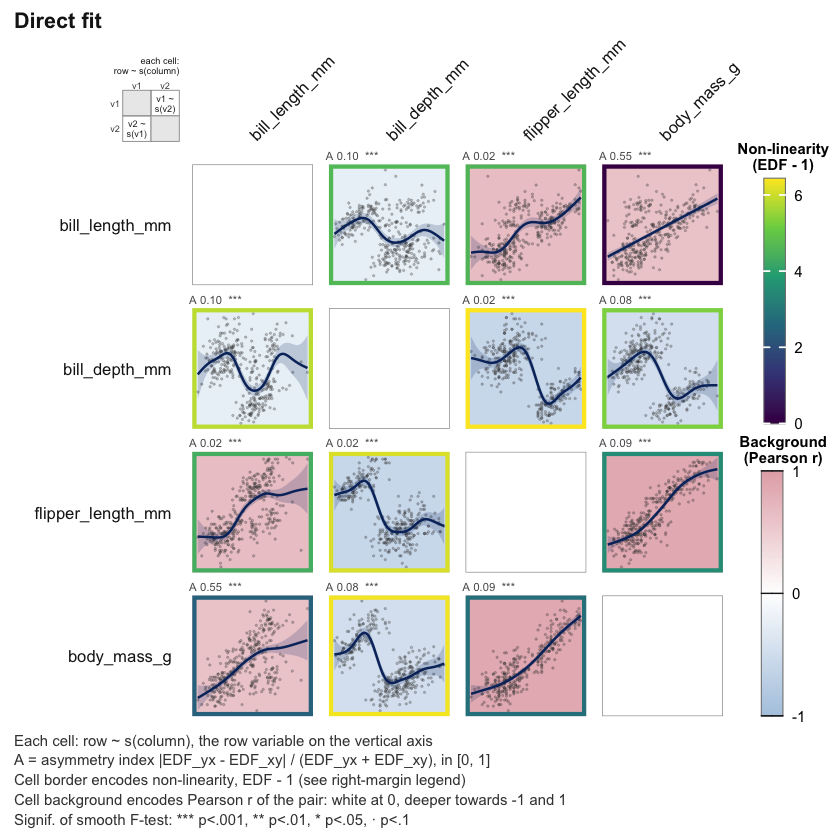 Direct fit
each cell:
row ~ s(column)
v1 v2
v1 v1 ~
s(v2)
v2 v2 ~
s(v1)
bill_length_mm
bill_depth_mm
flipper_length_mm
body_mass_g
Non-linearity
(EDF - 1)
6
4
2
0
A 0.10 *** A 0.02 *** A 0.55 ***
bill_length_mm
A 0.10 *** A 0.02 *** A 0.08 ***
bill_depth_mm
Background
(Pearson r)
1
0
-1
A 0.02 *** A 0.02 *** A 0.09 ***
flipper_length_mm
A 0.55 *** A 0.08 *** A 0.09 ***
body_mass_g
Each cell: row ~ s(column), the row variable on the vertical axis
A = asymmetry index |EDF_yx - EDF_xy| / (EDF_yx + EDF_xy), in [0, 1]
Cell border encodes non-linearity, EDF - 1 (see right-margin legend)
Cell background encodes Pearson r of the pair: white at 0, deeper towards -1 and 1
Signif. of smooth F-test: *** p<.001, ** p<.01, * p<.05, · p<.1